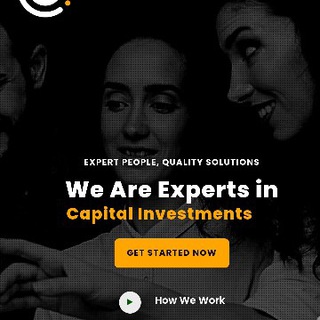 EXPERT PEOPLE, QUALITY SOLUTIONS
We Are Experts in
Capital Investments
GET STARTED NOW
How We Work